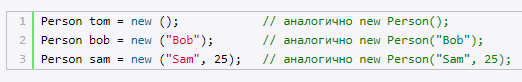 1 Person tom = new ();            // аналогично new Person();
2 Person bob = new ("Bob");       // аналогично new Person("Bob");
3 Person sam = new ("Sam", 25);   // аналогично new Person("Sam", 25);